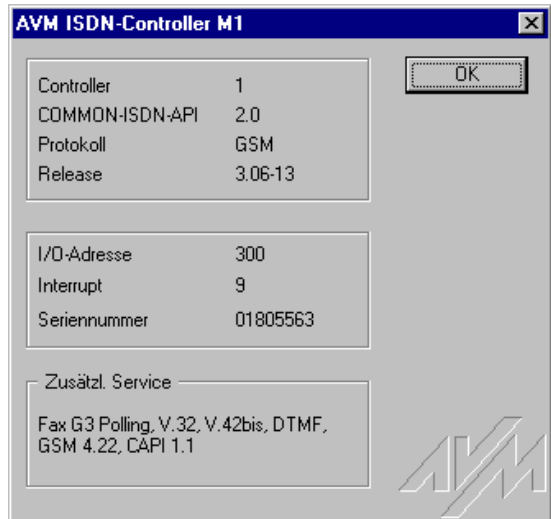 AVM ISDN-Controller M1
OK
Controller 1
COMMON-ISDN-API 2.0
Protokoll GSM
Release 3.06-13
I/O-Adresse 300
Interrupt 9
Seriennummer 01805563
Zusätzl. Service
Fax G3 Polling, V.32, V.42bis, DTMF,
GSM 4.22, CAPI 1.1
AVM